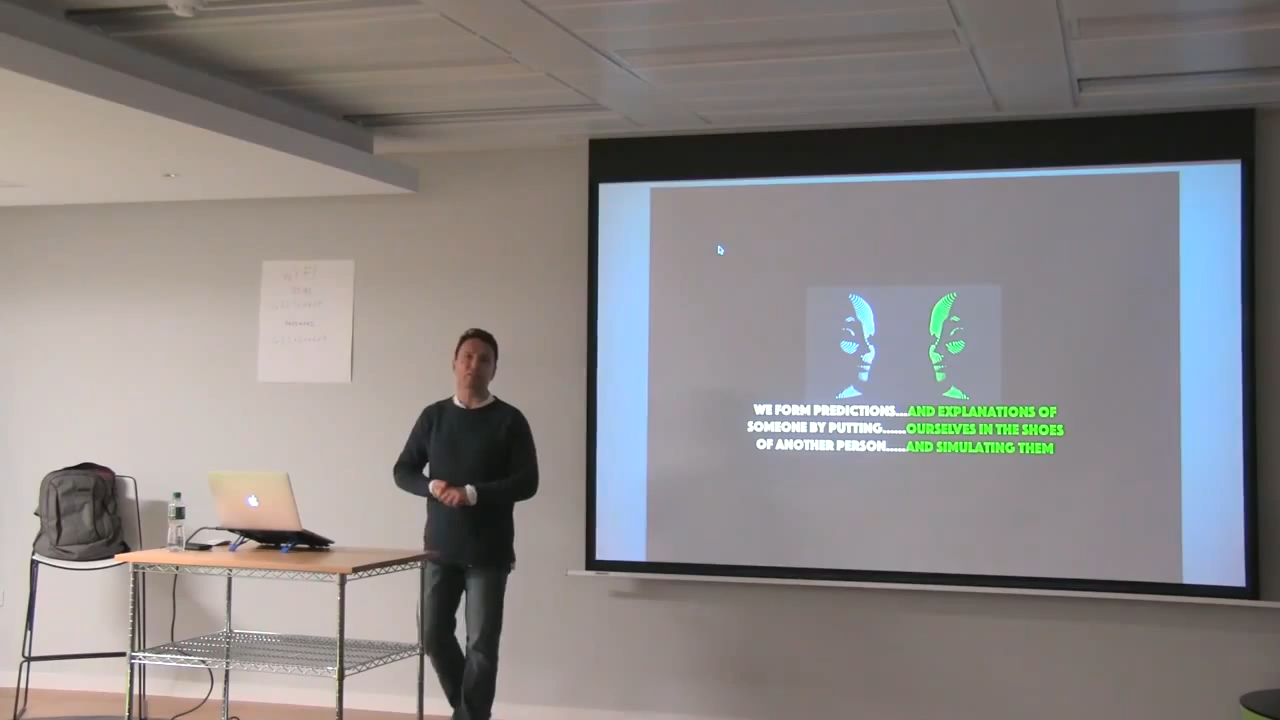 WIFI
WE FORM PREDICTIONS...AND EXPLANATIONS OF
SOMEONE BY PUTTING......OURSELVES IN THE SHOES
OF ANOTHER PERSON.....AND SIMULATING THEM